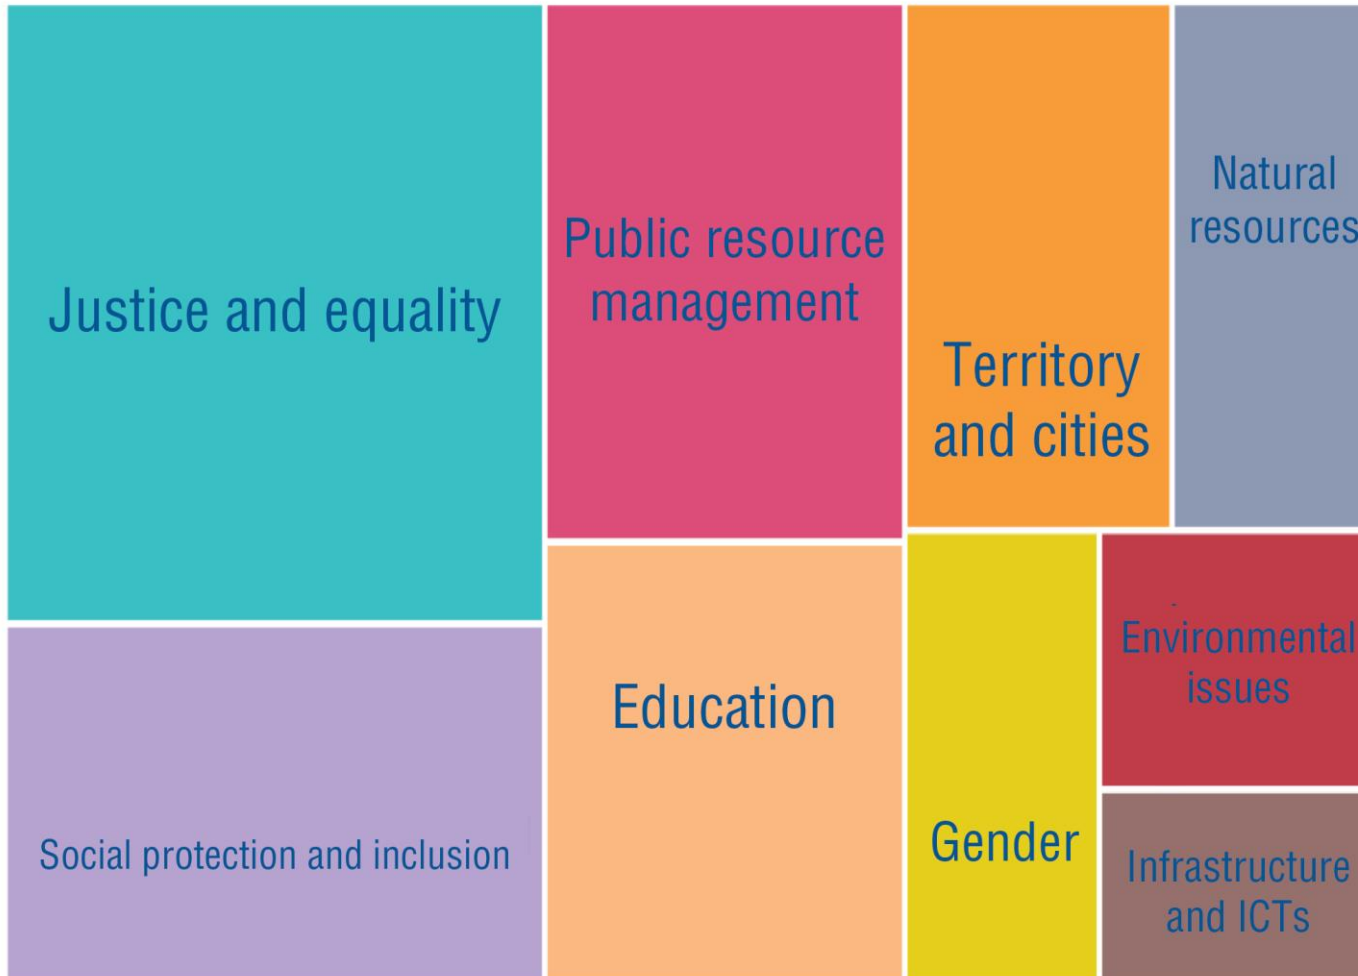 Justice and equality
Social protection and inclusion
Public resource
management
Education
Territory
and cities
Natural
resources
Gender
Environmental
issues
Infrastructure
and ICTs